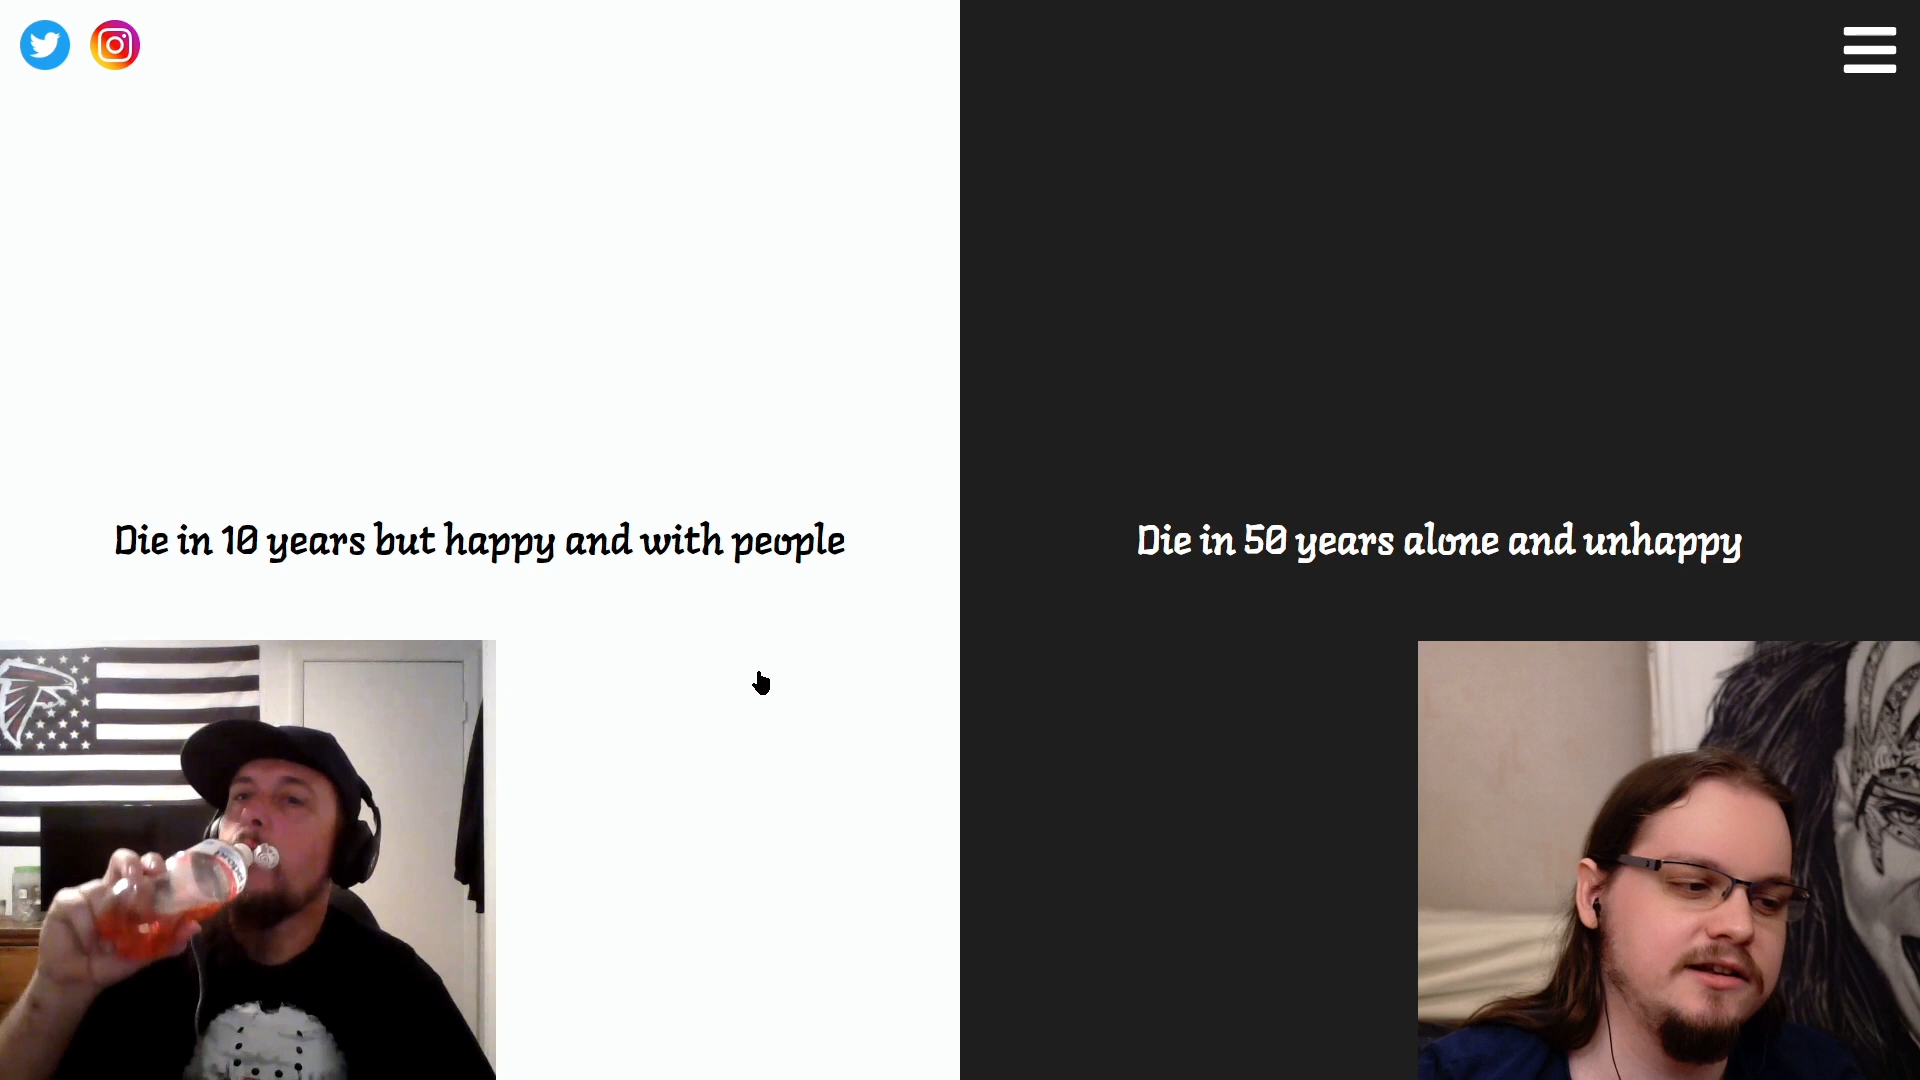 Die in 10 years but happy and with people
Die in 50 years alone and unhappy